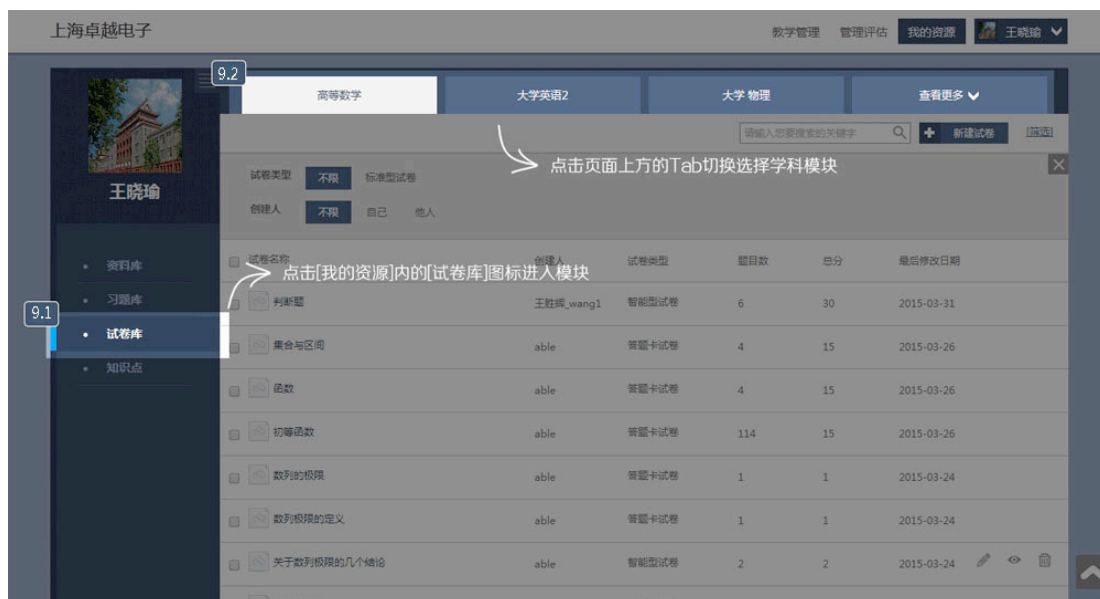 上海卓越电子
教学管理 管理评估 我的资源 王晓瑜
9.2
高等数学 大学英语2 大学 物理 查看更多
请输入您要搜索的关键字 新建试卷 [筛选]
点击页面上方的Tab切换选择学科模块
试卷类型 不限 标准型试卷
王晓瑜
创建人 不限 自己 他人
试卷名称 创建人 试卷类型 题目数 总分 最后修改日期
资料库
点击[我的资源]内的[试卷库]图标进入模块
习题库
判断题 王胜辉_wang1 智能型试卷 6 30 2015-03-31
9.1
试卷库
集合与区间 able 答题卡试卷 4 15 2015-03-26
知识点
函数 able 答题卡试卷 4 15 2015-03-26
初等函数 able 答题卡试卷 114 15 2015-03-26
数列的极限 able 答题卡试卷 1 1 2015-03-24
数列极限的定义 able 答题卡试卷 1 1 2015-03-24
关于数列极限的几个结论 able 智能型试卷 2 2 2015-03-24